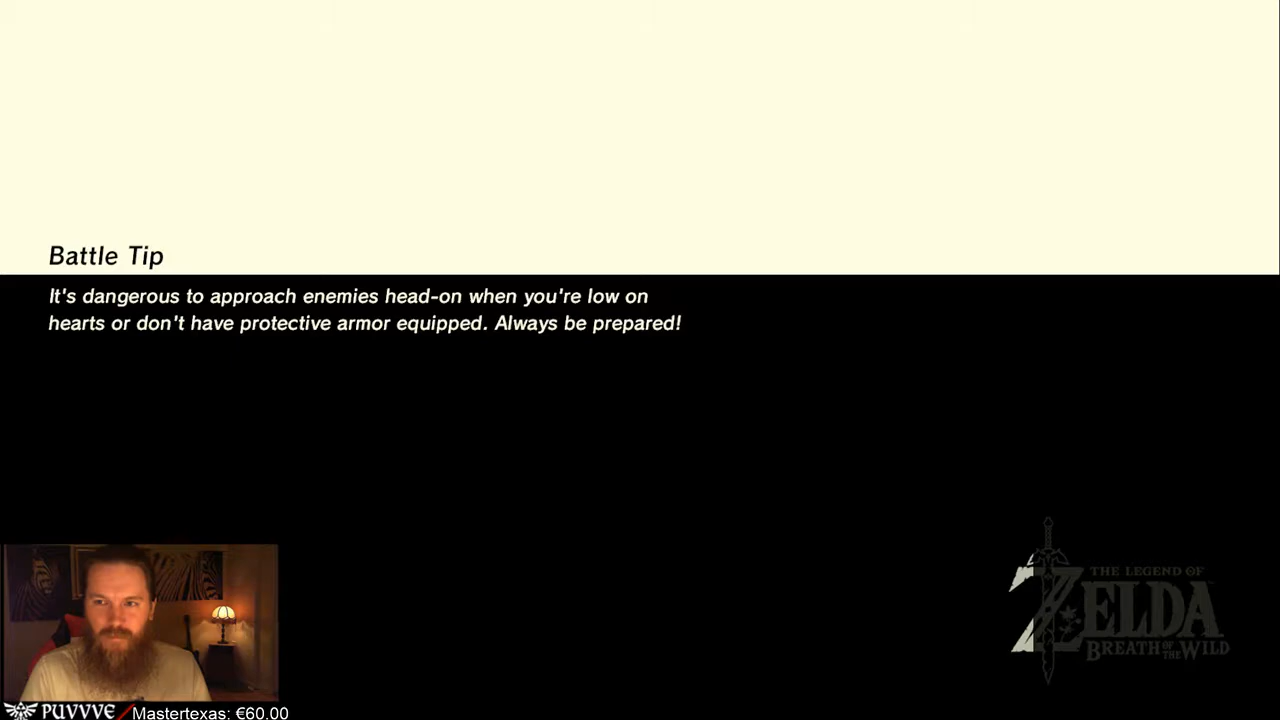 Battle Tip
It's dangerous to approach enemies head-on when you're low on
hearts or don't have protective armor equipped. Always be prepared!
THE LEGEND OF
ZELDA
BREATH OF THE WILD
PUVVVE
Mastertexas: €60.00